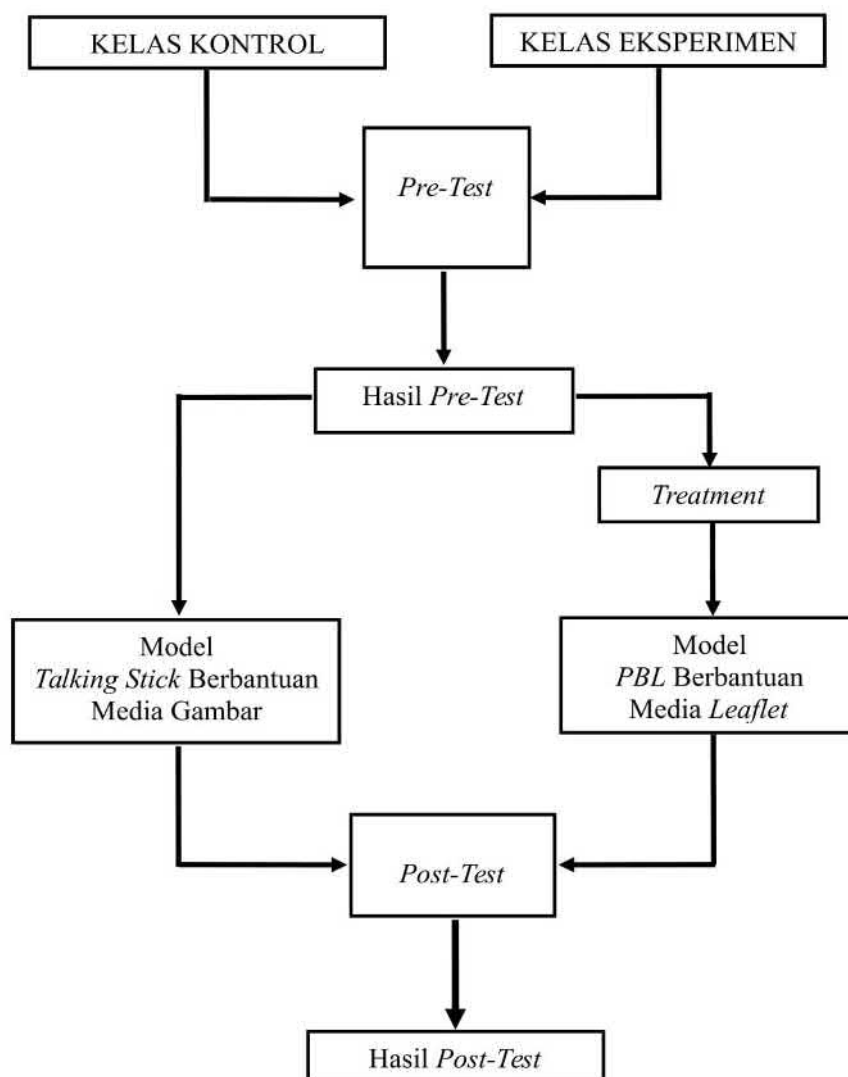 KELAS KONTROL
KELAS EKSPERIMEN
Pre-Test
Hasil Pre-Test
Treatment
Model
Talking Stick Berbantuan
Media Gambar
Model
PBL Berbantuan
Media Leaflet
Post-Test
Hasil Post-Test